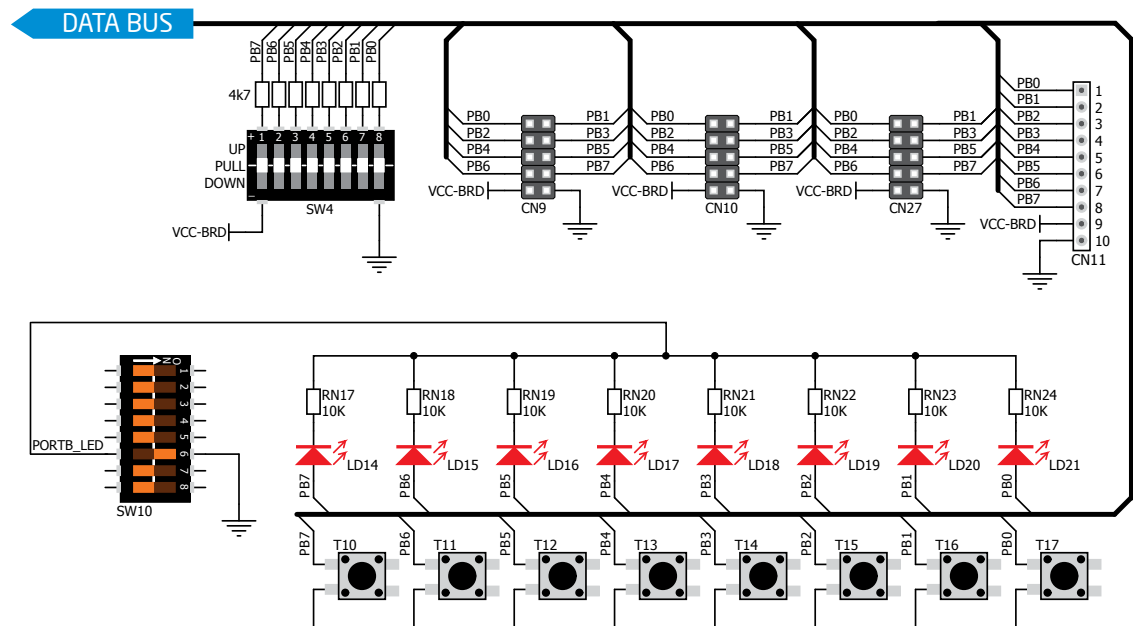 DATA BUS
PB7 PB6 PB5 PB4 PB3 PB2 PB1 PB0
4k7
+ 1 2 3 4 5 6 7 8
UP
PULL
DOWN
−
SW4
VCC-BRD
PB0 PB1 PB0 PB1 PB0 PB1
PB2 PB3 PB2 PB3 PB2 PB3
PB4 PB5 PB4 PB5 PB4 PB5
PB6 PB7 PB6 PB7 PB6 PB7
VCC-BRD VCC-BRD VCC-BRD
CN9 CN10 CN27
PB0 1
PB1 2
PB2 3
PB3 4
PB4 5
PB5 6
PB6 7
PB7 8
VCC-BRD 9
10
CN11
ON
1
2
3
4
5
PORTB_LED 6
7
8
SW10
RN17 RN18 RN19 RN20 RN21 RN22 RN23 RN24
10K 10K 10K 10K 10K 10K 10K 10K
LD14 LD15 LD16 LD17 LD18 LD19 LD20 LD21
PB7 PB6 PB5 PB4 PB3 PB2 PB1 PB0
PB7 PB6 PB5 PB4 PB3 PB2 PB1 PB0
T10 T11 T12 T13 T14 T15 T16 T17